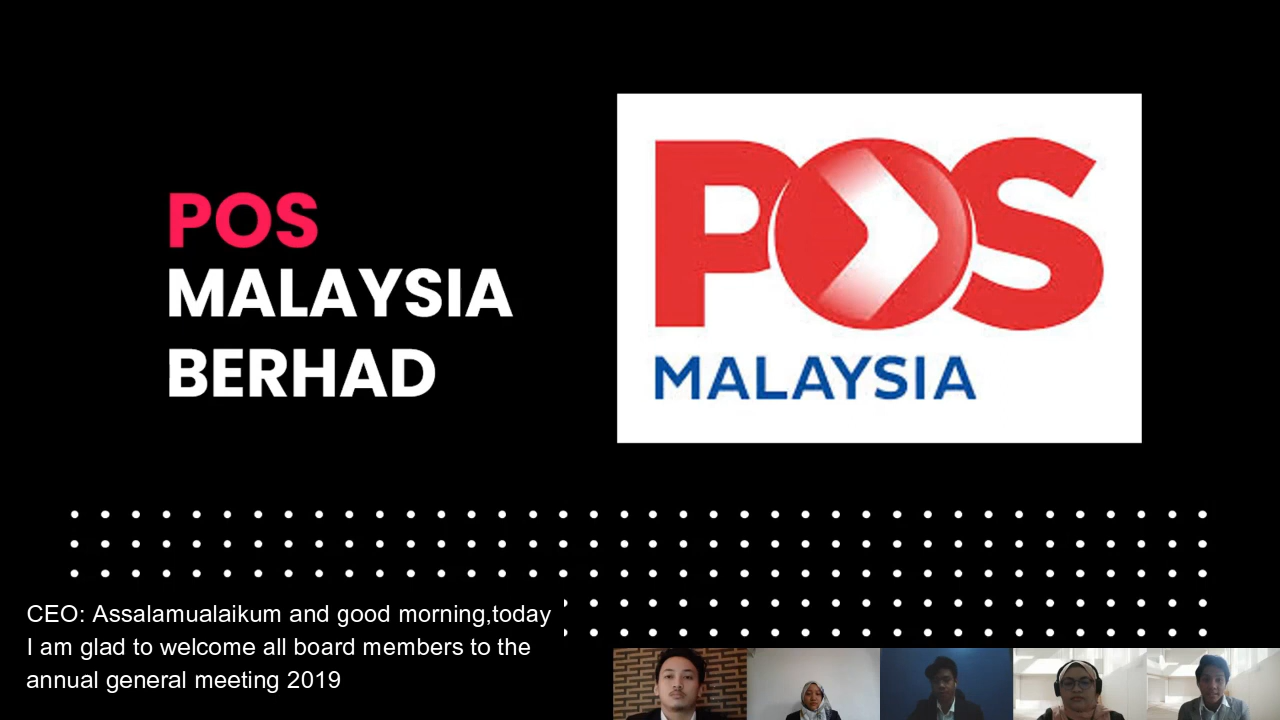 POS
MALAYSIA
BERHAD
POS
MALAYSIA
CEO: Assalamualaikum and good morning,today
I am glad to welcome all board members to the
annual general meeting 2019